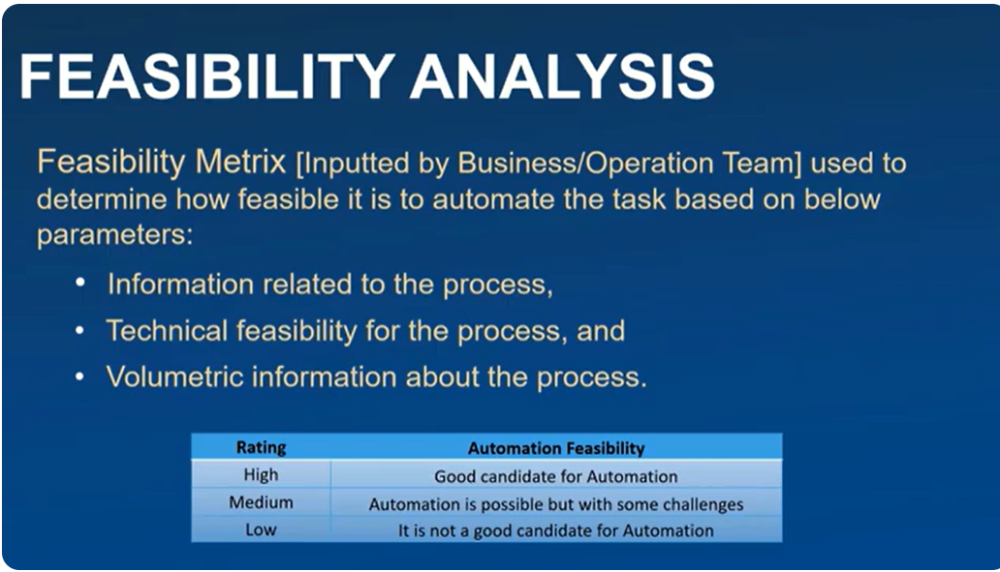 FEASIBILITY ANALYSIS
Feasibility Metrix [Inputted by Business/Operation Team] used to
determine how feasible it is to automate the task based on below
parameters:
• Information related to the process,
• Technical feasibility for the process, and
• Volumetric information about the process.
Rating Automation Feasibility
High Good candidate for Automation
Medium Automation is possible but with some challenges
Low It is not a good candidate for Automation